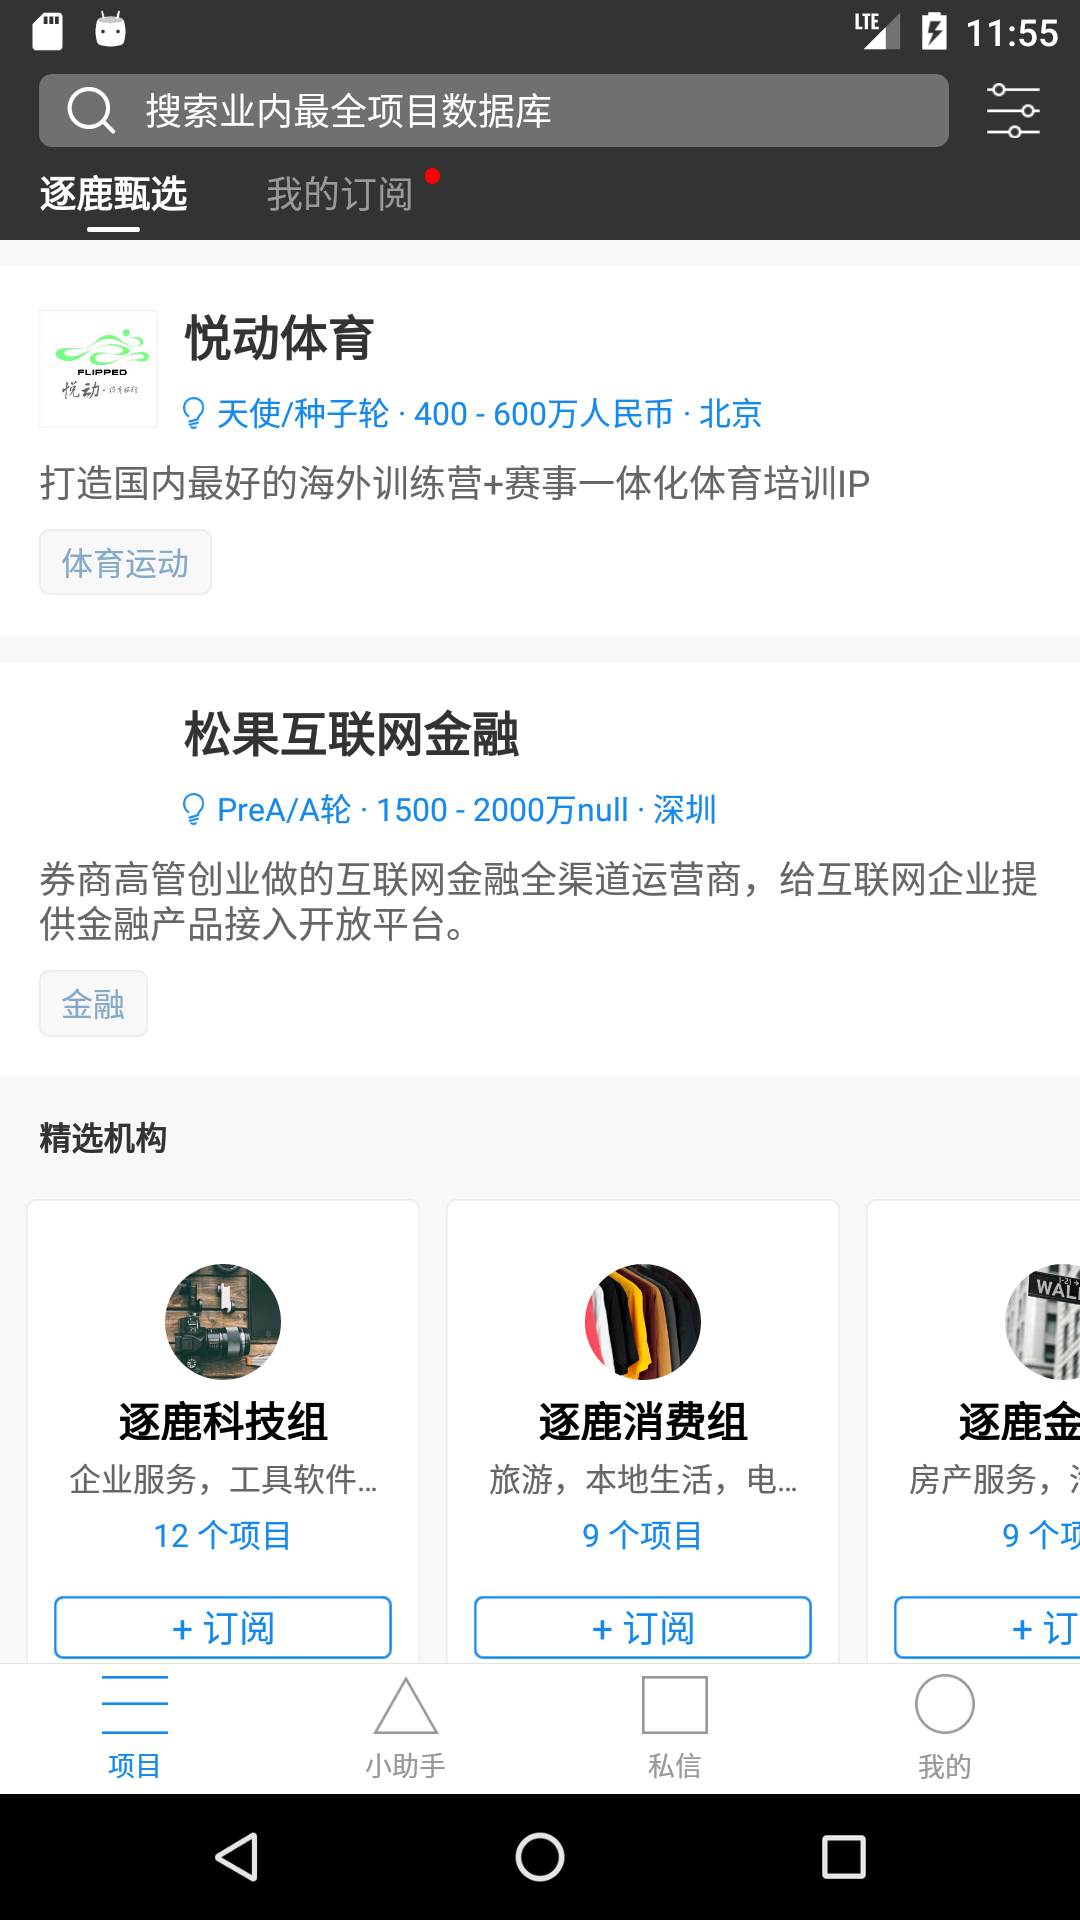 LTE 11:55
搜索业内最全项目数据库
逐鹿甄选 我的订阅
悦动体育
FLIPPED
悦动·体育旅行
天使/种子轮 · 400 - 600万人民币 · 北京
打造国内最好的海外训练营+赛事一体化体育培训IP
体育运动
松果互联网金融
PreA/A轮 · 1500 - 2000万null · 深圳
券商高管创业做的互联网金融全渠道运营商，给互联网企业提
供金融产品接入开放平台。
金融
精选机构
逐鹿科技组 逐鹿消费组 逐鹿金
企业服务，工具软件... 旅游，本地生活，电... 房产服务，
12 个项目 9 个项目 9 个项
+ 订阅 + 订阅 + 订
项目 小助手 私信 我的